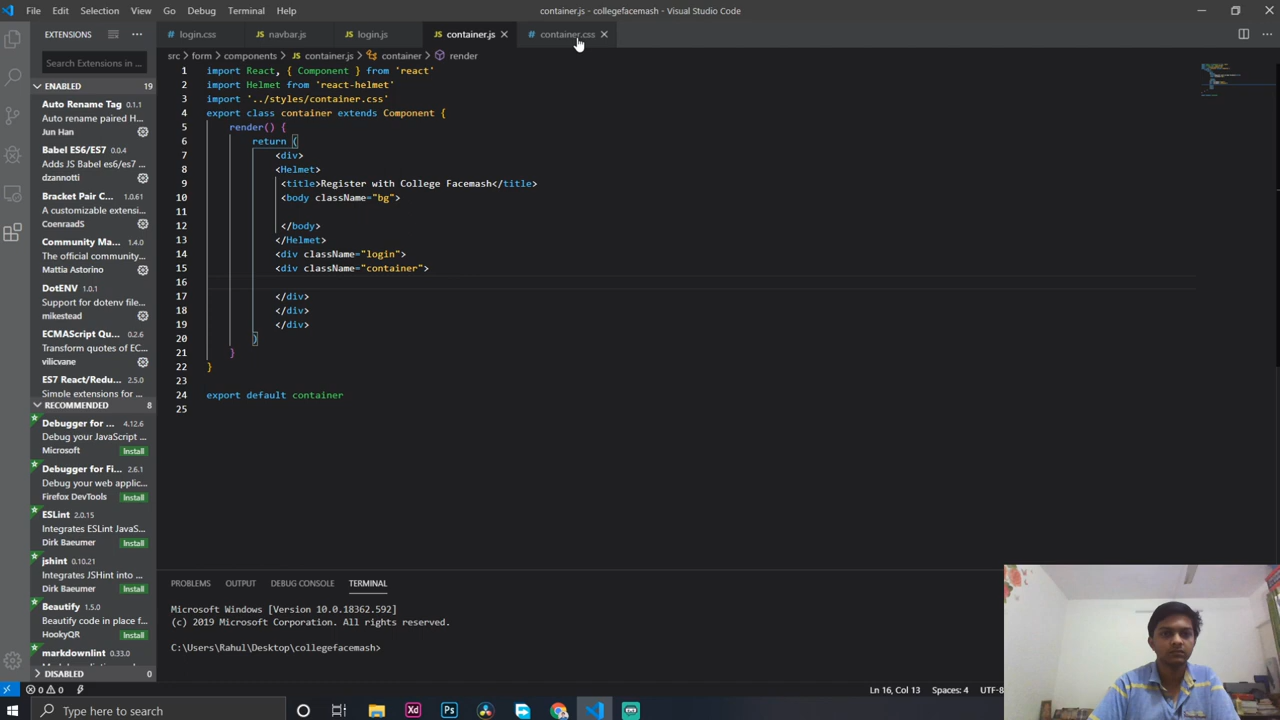 File Edit Selection View Go Debug Terminal Help
container.js - collegefacemash - Visual Studio Code
EXTENSIONS
login.css navbar.js login.js container.js container.css
src > form > components > container.js > container > render
Search Extensions
ENABLED 19
Auto Rename Tag 0.1.1
Auto rename paired H...
Jun Han
Babel ES6/ES7 0.0.4
Adds JS Babel es6/es7 ...
dzannotti
Bracket Pair C... 1.0.61
A customizable extensi...
CoenraadS
Community Ma... 1.4.0
The official community...
Mattia Astorino
DotENV 1.0.1
Support for dotenv file...
mikestead
ECMAScript Qu... 0.2.6
Transform quotes of EC...
vilicvane
ES7 React/Redu... 2.5.0
Simple extensions for ...
RECOMMENDED 8
Debugger for ... 4.12.6
Debug your JavaScript ...
Microsoft Install
Debugger for Fi... 2.6.1
Debug your web applic...
Firefox DevTools Install
ESLint 2.0.15
Integrates ESLint JavaS...
Dirk Baeumer Install
jshint 0.10.21
Integrates JSHint into ...
Dirk Baeumer Install
Beautify 1.5.0
Beautify code in place f...
HookyQR Install
markdownlint 0.33.0
DISABLED 0
1 import React, { Component } from 'react'
2 import Helmet from 'react-helmet'
3 import '../styles/container.css'
4 export class container extends Component {
5 render() {
6 return (
7 <div>
8 <Helmet>
9 <title>Register with College Facemash</title>
10 <body className="bg">
11
12 </body>
13 </Helmet>
14 <div className="login">
15 <div className="container">
16
17 </div>
18 </div>
19 </div>
20 )
21 }
22 }
23
24 export default container
25
PROBLEMS OUTPUT DEBUG CONSOLE TERMINAL
Microsoft Windows [Version 10.0.18362.592]
(c) 2019 Microsoft Corporation. All rights reserved.
C:\Users\Rahul\Desktop\collegefacemash>
0 0 Ln 16, Col 13 Spaces: 4 UTF-8
Type here to search
Xd Ps